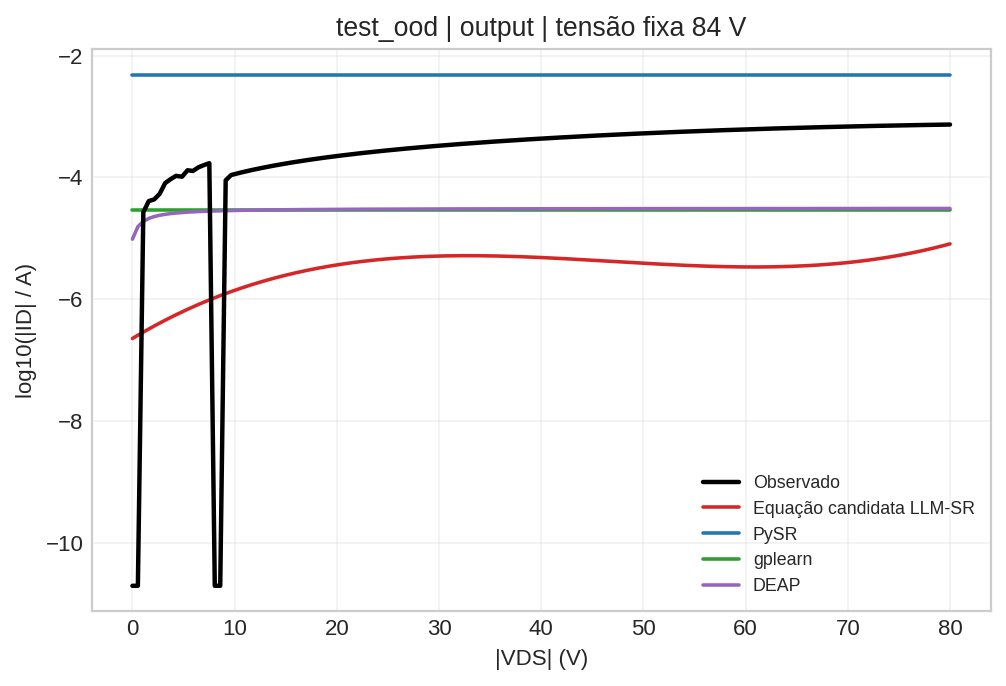 test_ood | output | tensão fixa 84 V
log10(|ID| / A)
−2
−4
−6
−8
−10
Observado
Equação candidata LLM-SR
PySR
gplearn
DEAP
0 10 20 30 40 50 60 70 80
|VDS| (V)